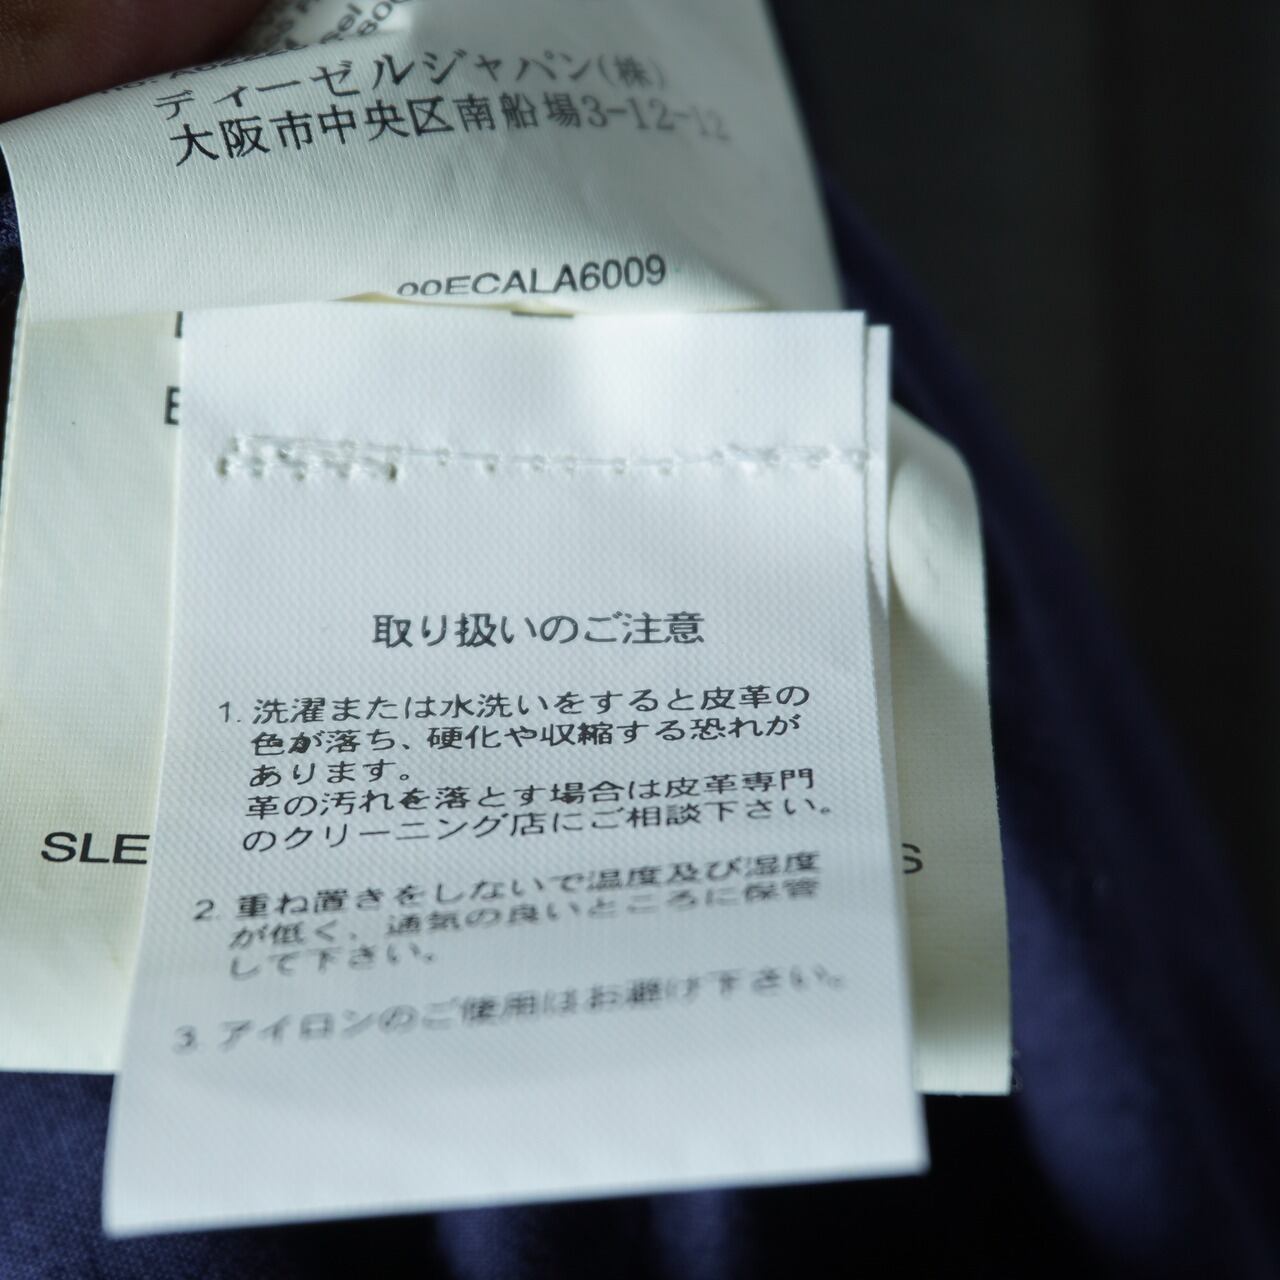 ディーゼルジャパン(株)
大阪市中央区南船場3-12-12
00ECALA6009
取り扱いのご注意
1. 洗濯または水洗いをすると皮革の
色が落ち、硬化や収縮する恐れが
あります。
革の汚れを落とす場合は皮革専門
のクリーニング店にご相談下さい。
SLE
S
2. 重ね置きをしないで温度及び湿度
が低く、通気の良いところに保管
して下さい。
3. アイロンのご使用はお避け下さい。